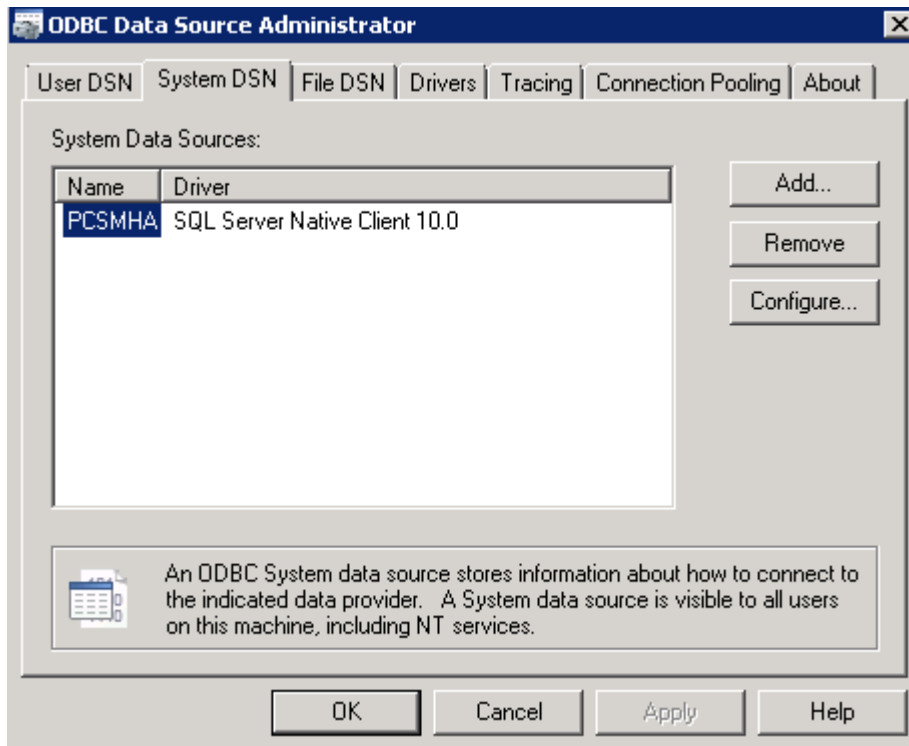 ODBC Data Source Administrator
User DSN System DSN File DSN Drivers Tracing Connection Pooling About
System Data Sources:
Name Driver
PCSMHA SQL Server Native Client 10.0
Add...
Remove
Configure...
An ODBC System data source stores information about how to connect to
the indicated data provider. A System data source is visible to all users
on this machine, including NT services.
OK Cancel Apply Help